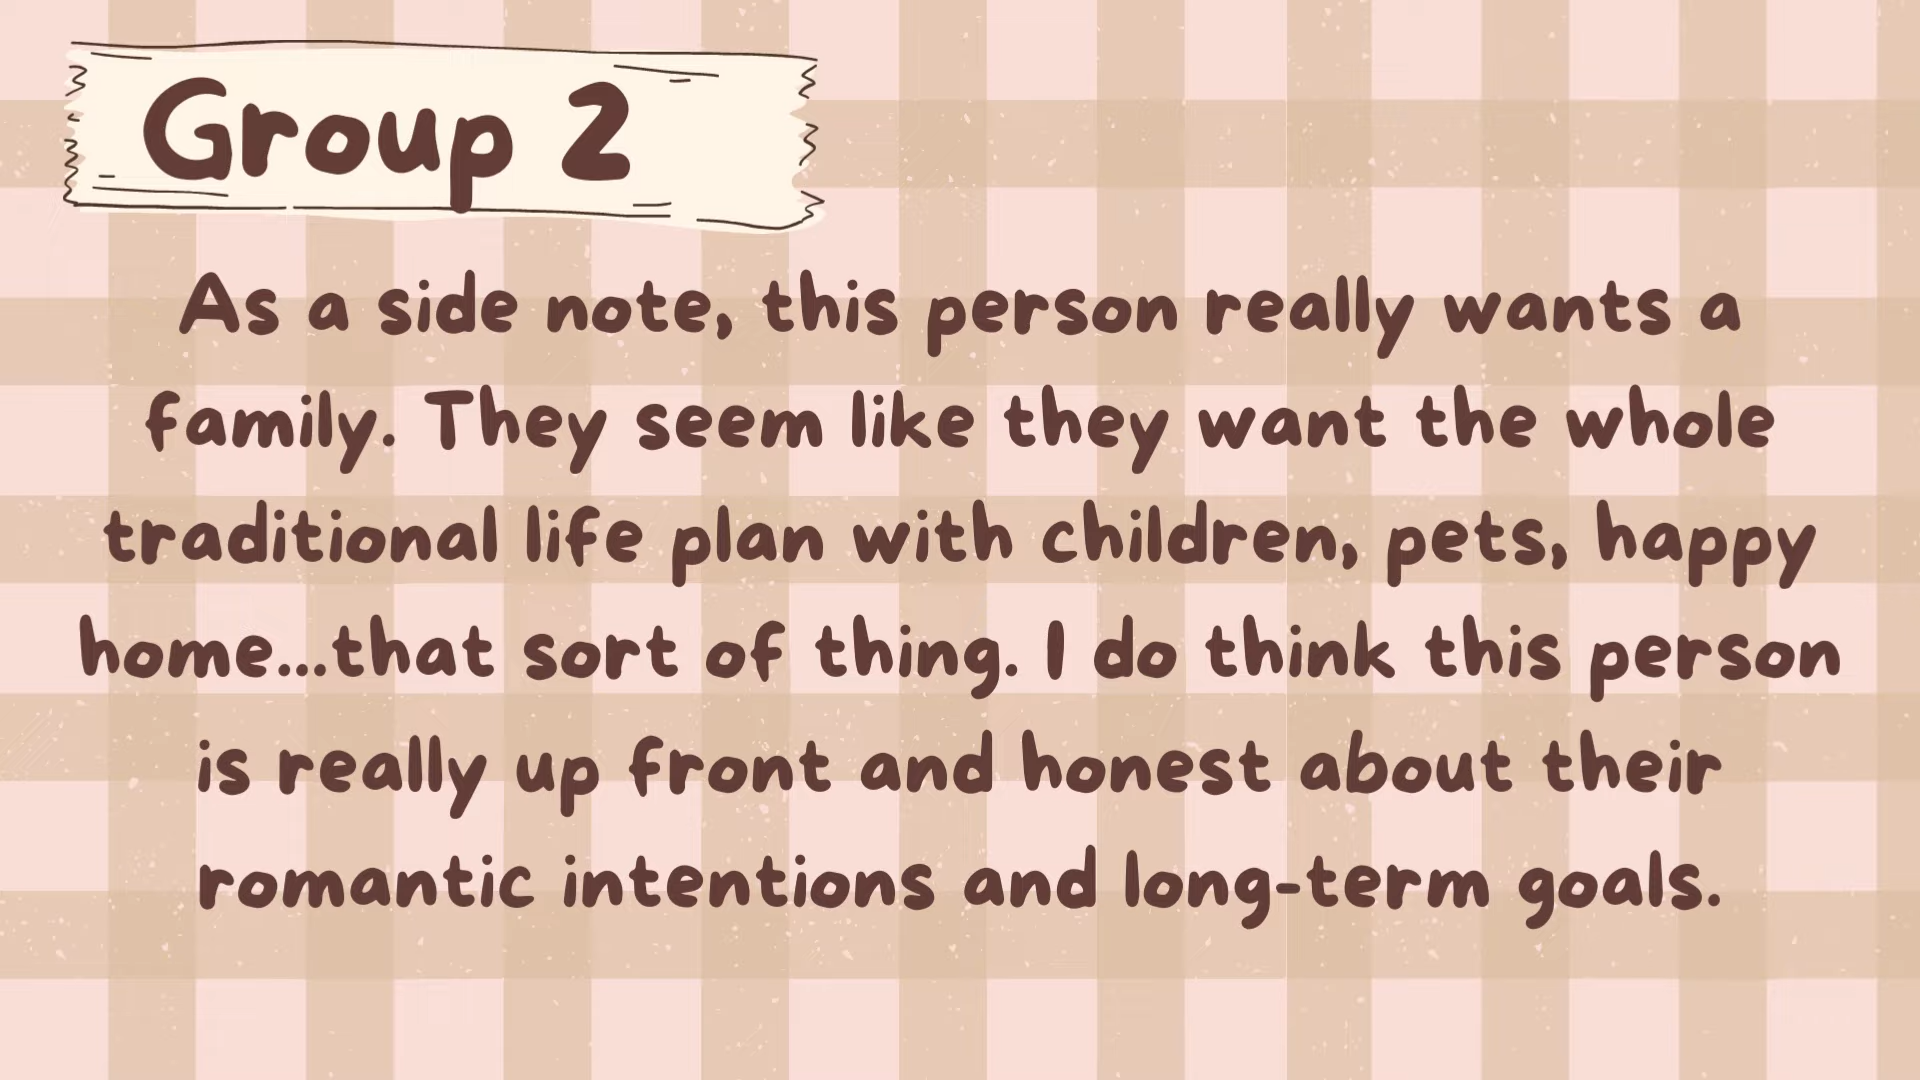 Group 2
As a side note, this person really wants a
family. They seem like they want the whole
traditional life plan with children, pets, happy
home...that sort of thing. I do think this person
is really up front and honest about their
romantic intentions and long-term goals.